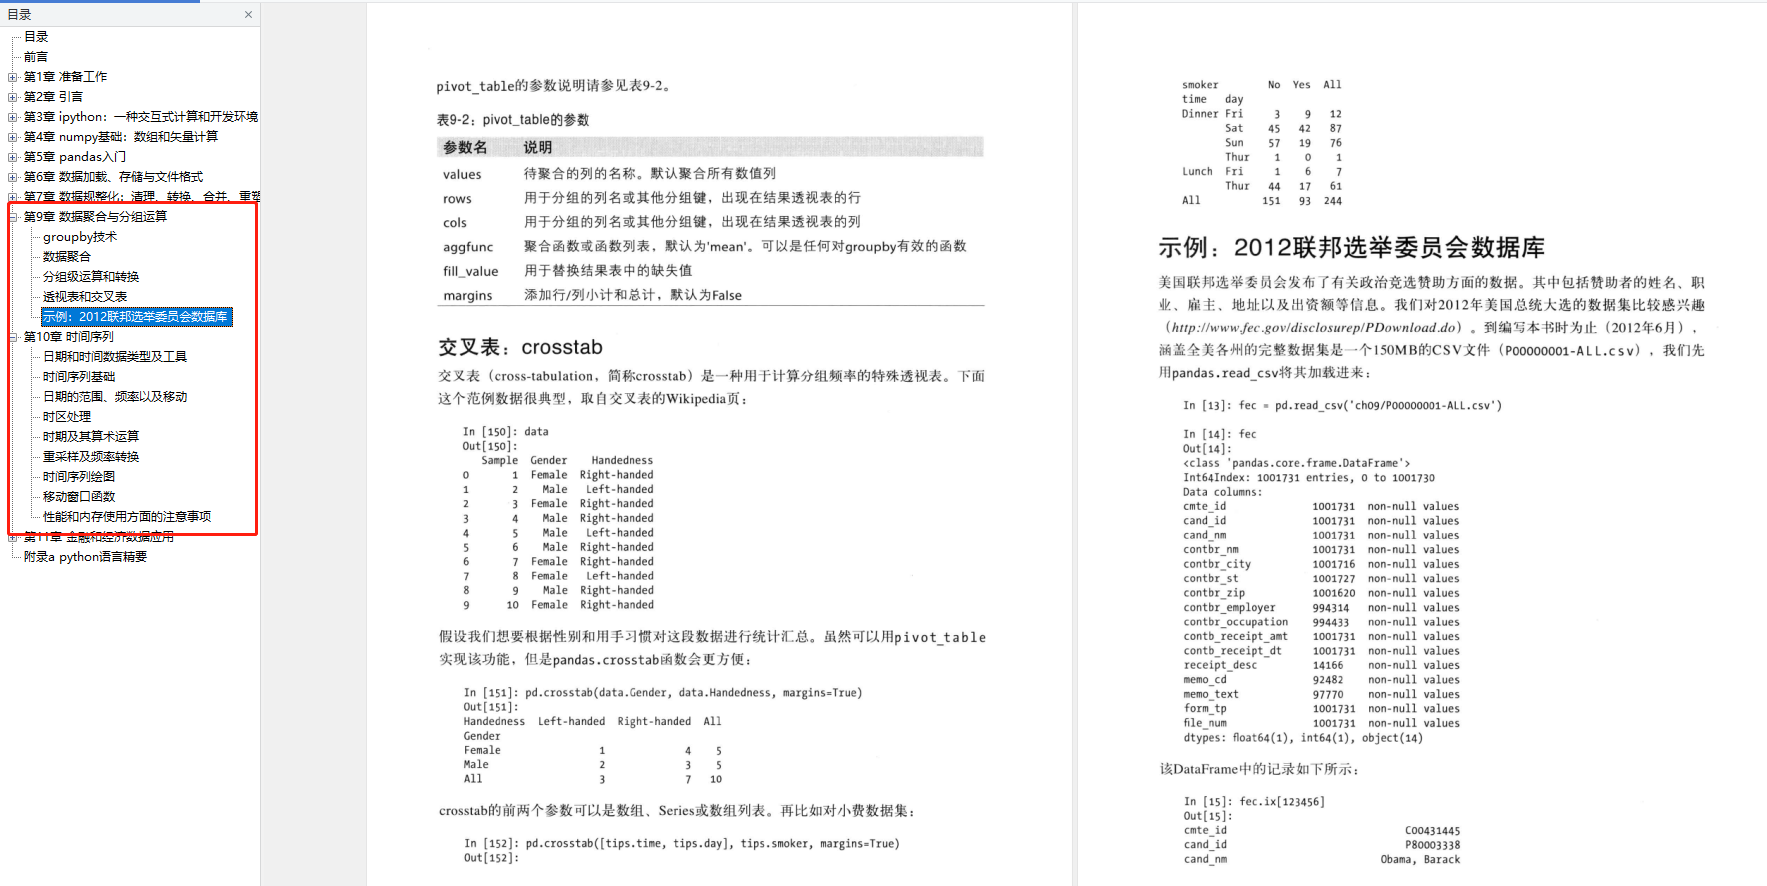 目录
目录
前言
第1章 准备工作
第2章 引言
第3章 ipython：一种交互式计算和开发环境
第4章 numpy基础：数组和矢量计算
第5章 pandas入门
第6章 数据加载、存储与文件格式
第7章 数据规整化：清理、转换、合并、重塑
第9章 数据聚合与分组运算
groupby技术
数据聚合
分组级运算和转换
透视表和交叉表
示例：2012联邦选举委员会数据库
第10章 时间序列
日期和时间数据类型及工具
时间序列基础
日期的范围、频率以及移动
时区处理
时期及其算术运算
重采样及频率转换
时间序列绘图
移动窗口函数
性能和内存使用方面的注意事项
第11章 金融和经济数据应用
附录a python语言精要
pivot_table的参数说明请参见表9-2。
表9-2：pivot_table的参数
参数名 说明
values 待聚合的列的名称。默认聚合所有数值列
rows 用于分组的列名或其他分组键，出现在结果透视表的行
cols 用于分组的列名或其他分组键，出现在结果透视表的列
aggfunc 聚合函数或函数列表，默认为'mean'。可以是任何对groupby有效的函数
fill_value 用于替换结果表中的缺失值
margins 添加行/列小计和总计，默认为False
交叉表：crosstab
交叉表（cross-tabulation，简称crosstab）是一种用于计算分组频率的特殊透视表。下面
这个范例数据很典型，取自交叉表的Wikipedia页：
In [150]: data
Out[150]:
Sample Gender Handedness
0 1 Female Right-handed
1 2 Male Left-handed
2 3 Female Right-handed
3 4 Male Right-handed
4 5 Male Left-handed
5 6 Male Right-handed
6 7 Female Right-handed
7 8 Female Left-handed
8 9 Male Right-handed
9 10 Female Right-handed
假设我们想要根据性别和用手习惯对这段数据进行统计汇总。虽然可以用pivot_table
实现该功能，但是pandas.crosstab函数会更方便：
In [151]: pd.crosstab(data.Gender, data.Handedness, margins=True)
Out[151]:
Handedness Left-handed Right-handed All
Gender
Female 1 4 5
Male 2 3 5
All 3 7 10
crosstab的前两个参数可以是数组、Series或数组列表。再比如对小费数据集：
In [152]: pd.crosstab([tips.time, tips.day], tips.smoker, margins=True)
Out[152]:
smoker No Yes All
time day
Dinner Fri 3 9 12
Sat 45 42 87
Sun 57 19 76
Thur 1 0 1
Lunch Fri 1 6 7
Thur 44 17 61
All 151 93 244
示例：2012联邦选举委员会数据库
美国联邦选举委员会发布了有关政治竞选赞助方面的数据。其中包括赞助者的姓名、职
业、雇主、地址以及出资额等信息。我们对2012年美国总统大选的数据集比较感兴趣
（http://www.fec.gov/disclosurep/PDownload.do）。到编写本书时为止（2012年6月），
涵盖全美各州的完整数据集是一个150MB的CSV文件（P00000001-ALL.csv），我们先
用pandas.read_csv将其加载进来：
In [13]: fec = pd.read_csv('ch09/P00000001-ALL.csv')
In [14]: fec
Out[14]:
<class 'pandas.core.frame.DataFrame'>
Int64Index: 1001731 entries, 0 to 1001730
Data columns:
cmte_id 1001731 non-null values
cand_id 1001731 non-null values
cand_nm 1001731 non-null values
contbr_nm 1001731 non-null values
contbr_city 1001716 non-null values
contbr_st 1001727 non-null values
contbr_zip 1001620 non-null values
contbr_employer 994314 non-null values
contbr_occupation 994433 non-null values
contb_receipt_amt 1001731 non-null values
contb_receipt_dt 1001731 non-null values
receipt_desc 14166 non-null values
memo_cd 92482 non-null values
memo_text 97770 non-null values
form_tp 1001731 non-null values
file_num 1001731 non-null values
dtypes: float64(1), int64(1), object(14)
该DataFrame中的记录如下所示：
In [15]: fec.ix[123456]
Out[15]:
cmte_id C00431445
cand_id P80003338
cand_nm Obama, Barack